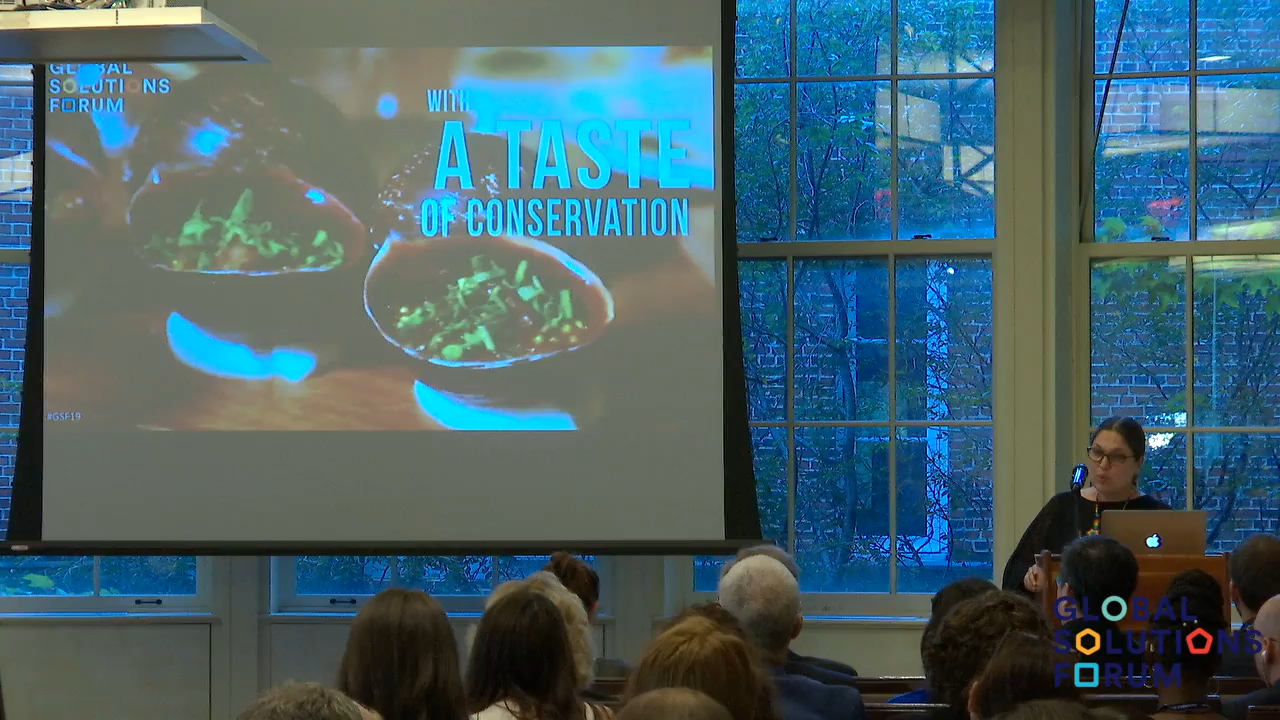 GLOBAL
SOLUTIONS
FORUM
WITH
A TASTE
OF CONSERVATION
#GSF19
GLOBAL
SOLUTIONS
FORUM